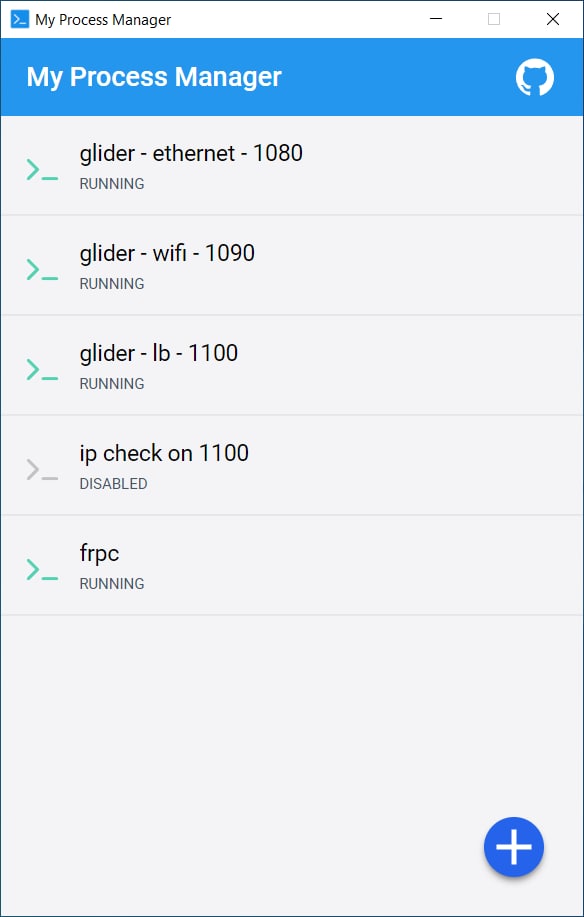 My Process Manager
My Process Manager
glider - ethernet - 1080
RUNNING
glider - wifi - 1090
RUNNING
glider - lb - 1100
RUNNING
ip check on 1100
DISABLED
frpc
RUNNING